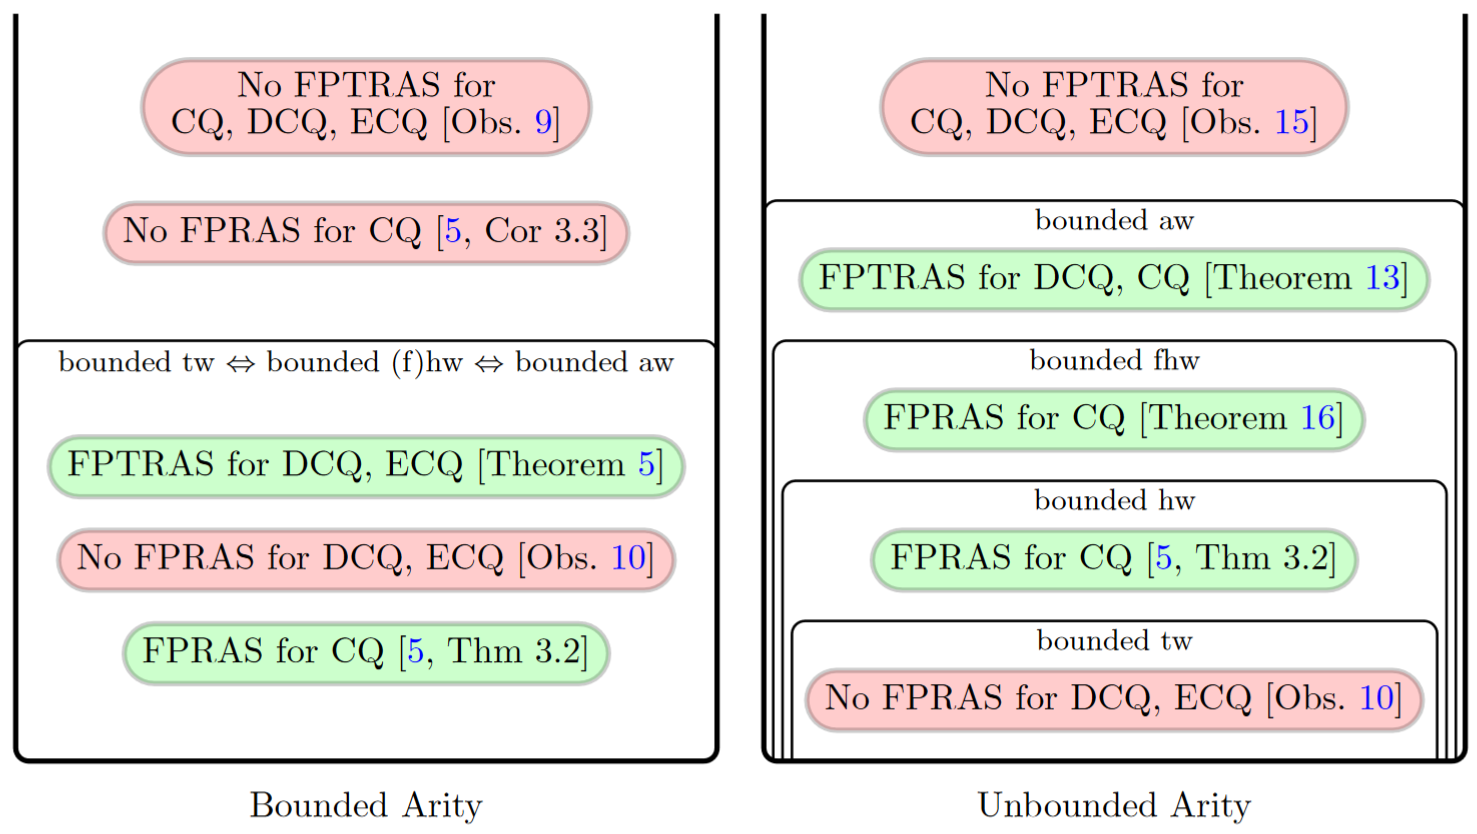 No FPTRAS for
CQ, DCQ, ECQ [Obs. 9]
No FPRAS for CQ [5, Cor 3.3]
bounded tw ⇔ bounded (f)hw ⇔ bounded aw
FPTRAS for DCQ, ECQ [Theorem 5]
No FPRAS for DCQ, ECQ [Obs. 10]
FPRAS for CQ [5, Thm 3.2]
Bounded Arity
No FPTRAS for
CQ, DCQ, ECQ [Obs. 15]
bounded aw
FPTRAS for DCQ, CQ [Theorem 13]
bounded fhw
FPRAS for CQ [Theorem 16]
bounded hw
FPRAS for CQ [5, Thm 3.2]
bounded tw
No FPRAS for DCQ, ECQ [Obs. 10]
Unbounded Arity